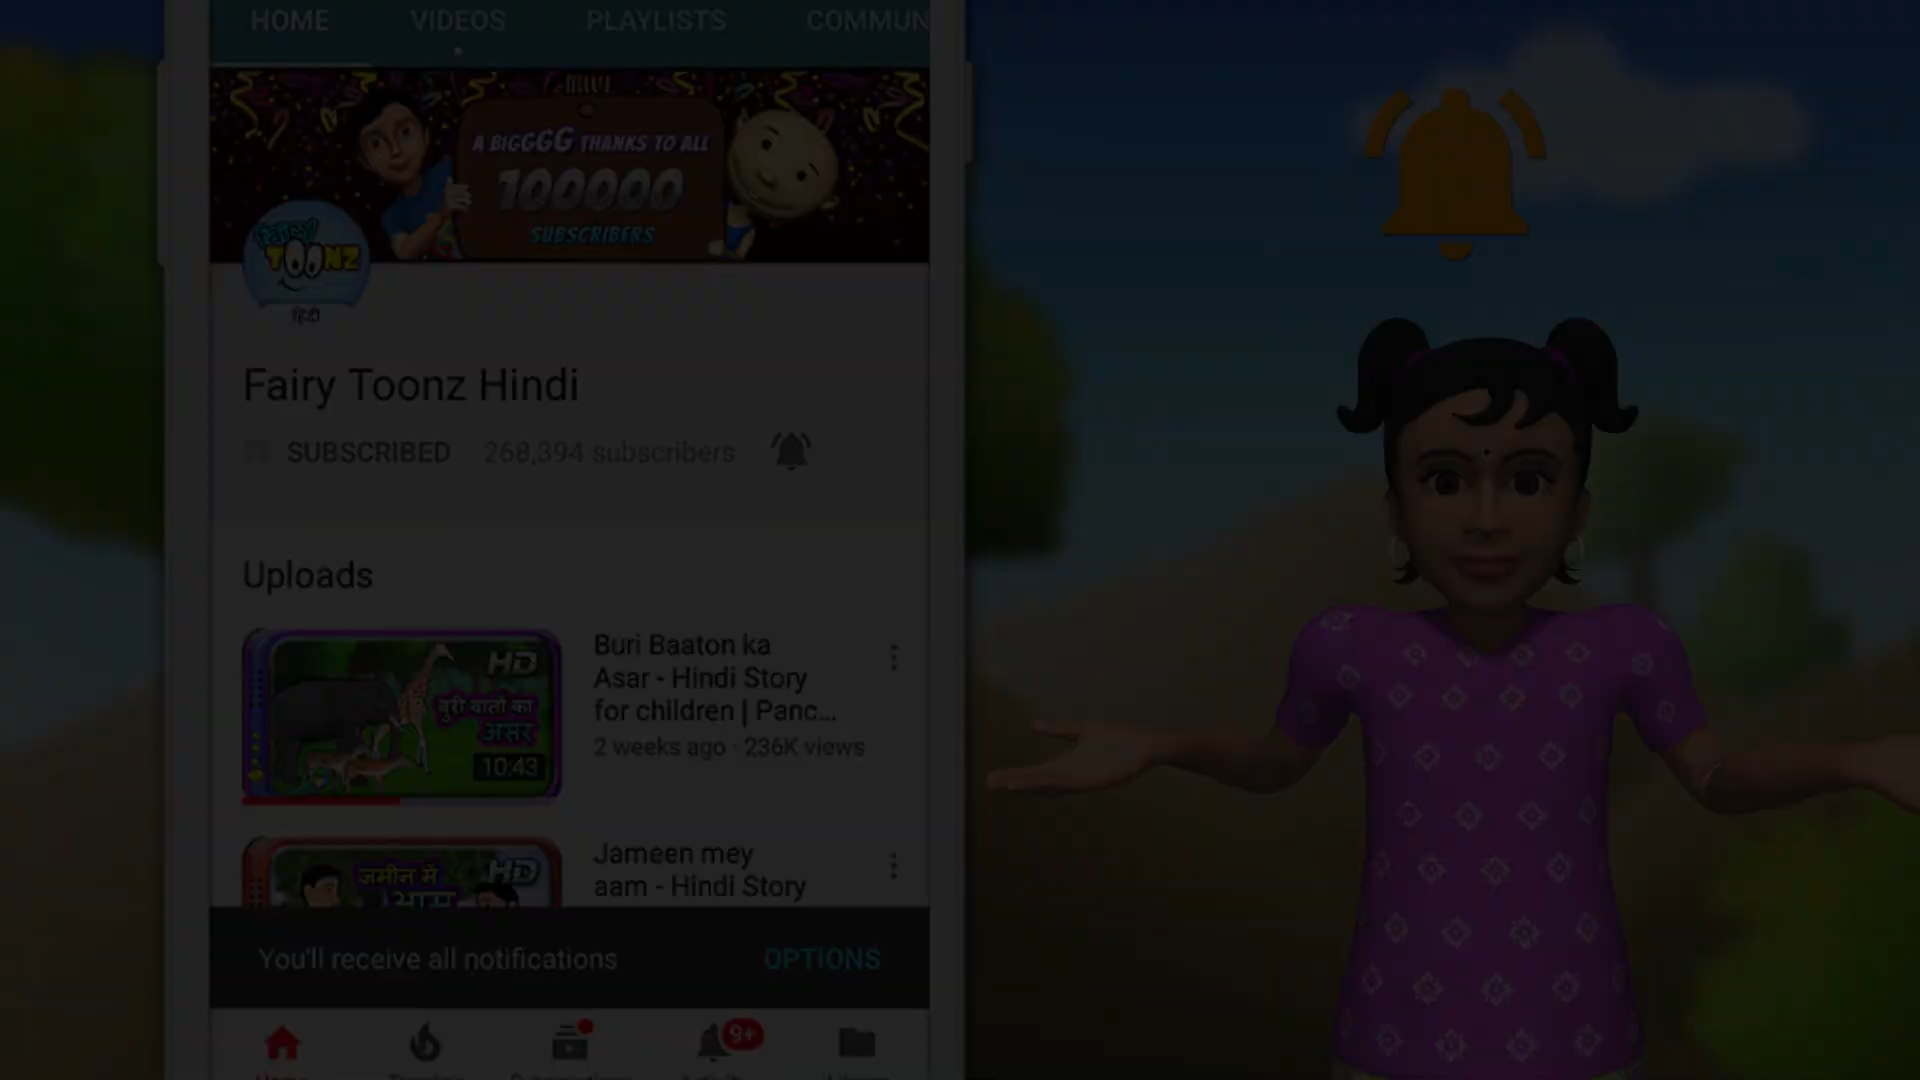 HOME VIDEOS PLAYLISTS COMMUN
A BIGGGG THANKS TO ALL
100000
SUBSCRIBERS
TOONZ
हिंदी
Fairy Toonz Hindi
SUBSCRIBED 268,394 subscribers
Uploads
HD
बुरी बातों का
असर
10:43
Buri Baaton ka
Asar - Hindi Story
for children | Panc...
2 weeks ago · 236K views
जमीन में
आम
HD
Jameen mey
aam - Hindi Story
You'll receive all notifications OPTIONS
9+